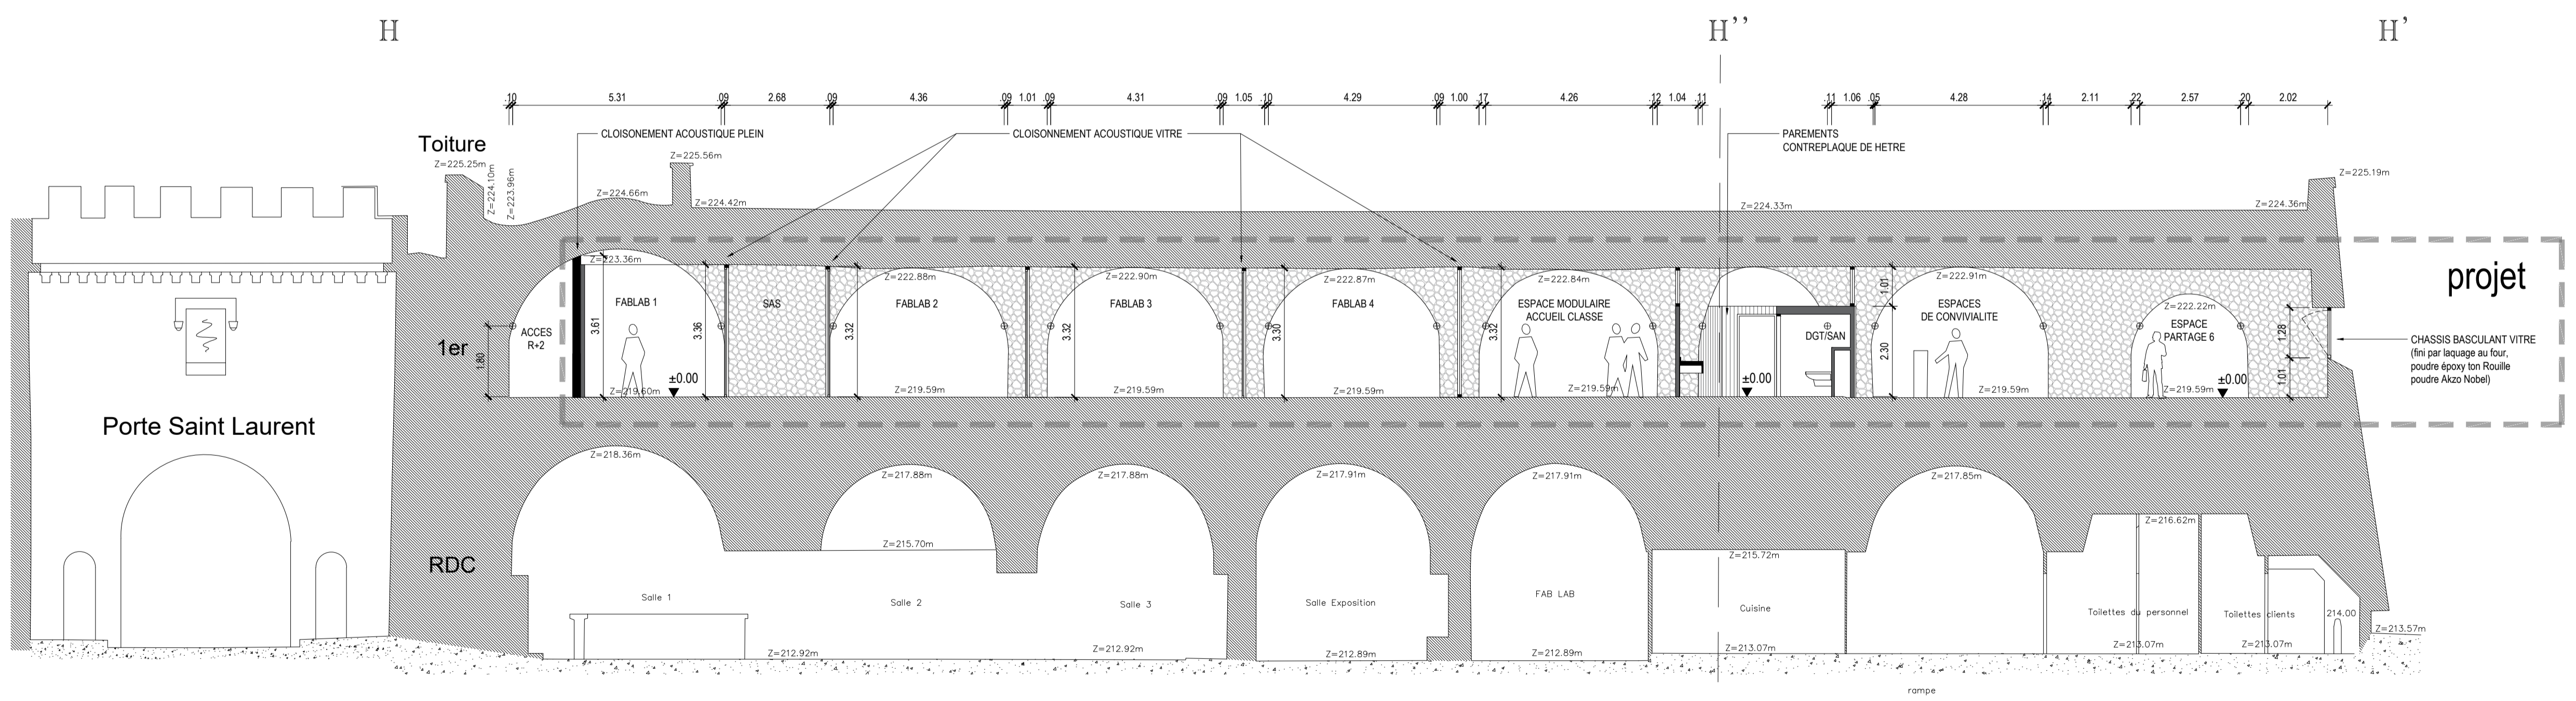 H
H''
H'
.10
5.31
.09
2.68
.09
4.36
.09
1.01
.09
4.31
.09
1.05
.10
4.29
.09
1.00
.17
4.26
.12
1.04
.11
.11
1.06
.05
4.28
.14
2.11
.22
2.57
.20
2.02
CLOISONEMENT ACOUSTIQUE PLEIN
CLOISONNEMENT ACOUSTIQUE VITRE
PAREMENTS
CONTREPLAQUE DE HETRE
Toiture
Z=225.25m
Z=224.10m
Z=223.96m
Z=225.56m
Z=224.66m
Z=224.42m
Z=224.33m
Z=224.36m
Z=225.19m
projet
Z=223.36m
Z=222.88m
Z=222.90m
Z=222.87m
Z=222.84m
Z=222.91m
Z=222.22m
FABLAB 1
SAS
FABLAB 2
FABLAB 3
FABLAB 4
ESPACE MODULAIRE
ACCUEIL CLASSE
ESPACES
DE CONVIVIALITE
ESPACE
PARTAGE 6
ACCES
R+2
DGT/SAN
1er
1.80
3.61
3.36
3.32
3.32
3.30
3.32
1.01
2.30
1.28
1.01
CHASSIS BASCULANT VITRE
(fini par laquage au four,
poudre époxy ton Rouille
poudre Akzo Nobel)
±0.00
±0.00
±0.00
Z=219.60m
Z=219.59m
Z=219.59m
Z=219.59m
Z=219.59m
Z=219.59m
Z=219.59m
Porte Saint Laurent
Z=218.36m
Z=217.88m
Z=217.88m
Z=217.91m
Z=217.91m
Z=217.85m
Z=216.62m
Z=215.70m
Z=215.72m
RDC
Salle 1
Salle 2
Salle 3
Salle Exposition
FAB LAB
Cuisine
Toilettes du personnel
Toilettes clients
214.00
Z=213.57m
Z=212.92m
Z=212.92m
Z=212.89m
Z=212.89m
Z=213.07m
Z=213.07m
Z=213.07m
rampe